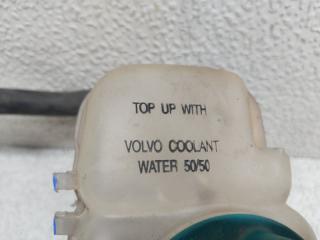 TOP UP WITH
VOLVO COOLANT
WATER 50/50